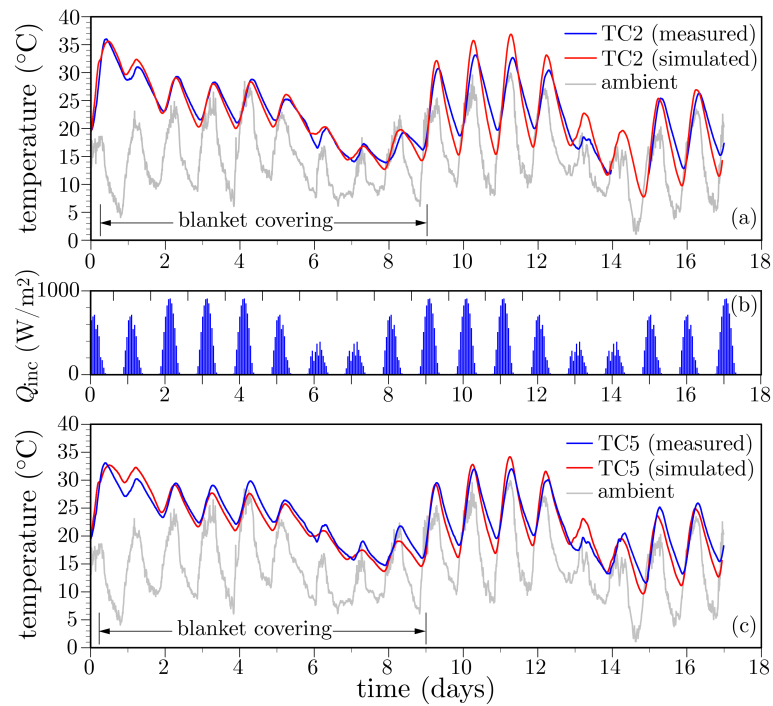 40
35
30
25
20
15
10
5
0
temperature (°C)
TC2 (measured)
TC2 (simulated)
ambient
blanket covering
(a)
0 2 4 6 8 10 12 14 16 18
1000
0
Qinc (W/m²)
(b)
0 2 4 6 8 10 12 14 16 18
40
35
30
25
20
15
10
5
0
temperature (°C)
TC5 (measured)
TC5 (simulated)
ambient
blanket covering
(c)
0 2 4 6 8 10 12 14 16 18
time (days)